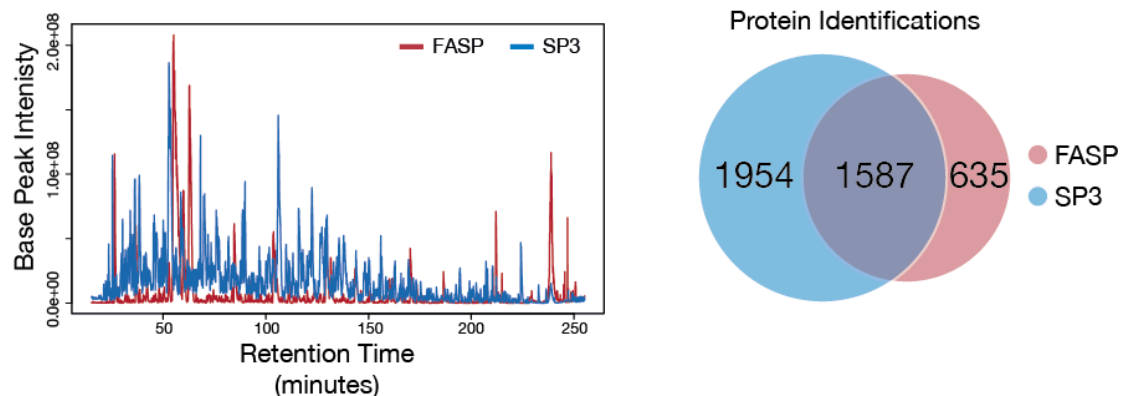 FASP
SP3
Base Peak Intenisty
2.0e+08
1.0e+08
0.0e+00
50
100
150
200
250
Retention Time
(minutes)
Protein Identifications
1954
1587
635
FASP
SP3